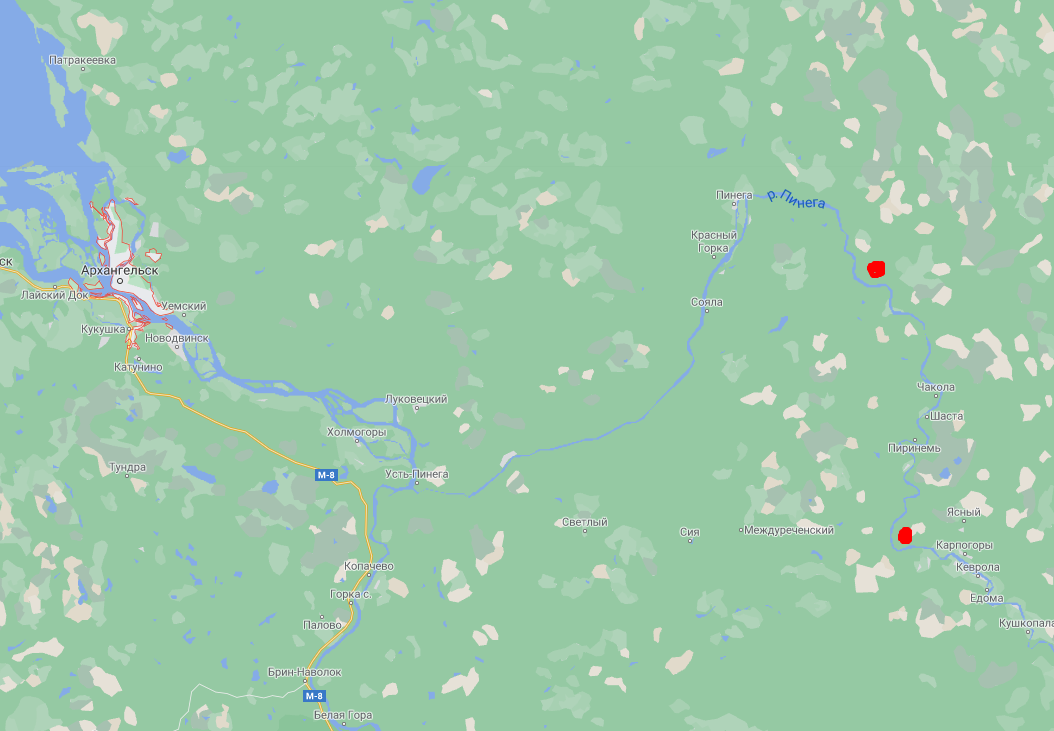 Патракеевка
Пинега
р. Пинега
Красный
Горка
ск
Архангельск
Лайский Док
Уемский
Сояла
Кукушка
Новодвинск
Катунино
Чакола
Луковецкий
Шаста
Холмогоры
Пиринемь
Тундра
М-8
Усть-Пинега
Светлый
Сия
Междуреченский
Ясный
Карпогоры
Копачево
Кеврола
Горка с.
Едома
Палово
Кушкопала
Брин-Наволок
М-8
Белая Гора